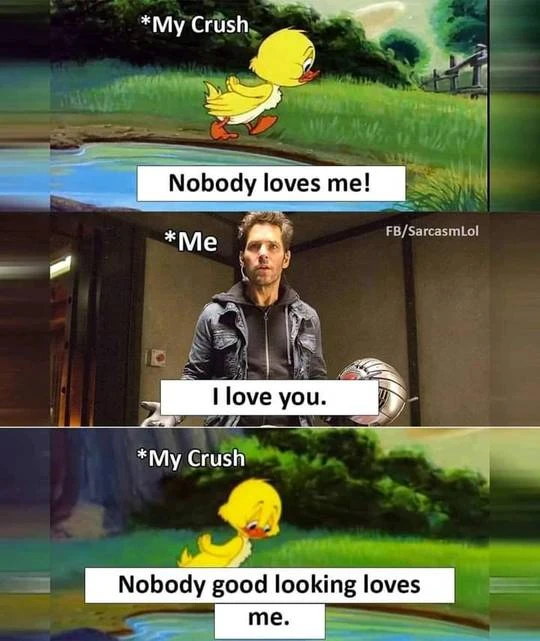 *My Crush
Nobody loves me!
*Me
FB/SarcasmLol
I love you.
*My Crush
Nobody good looking loves
me.